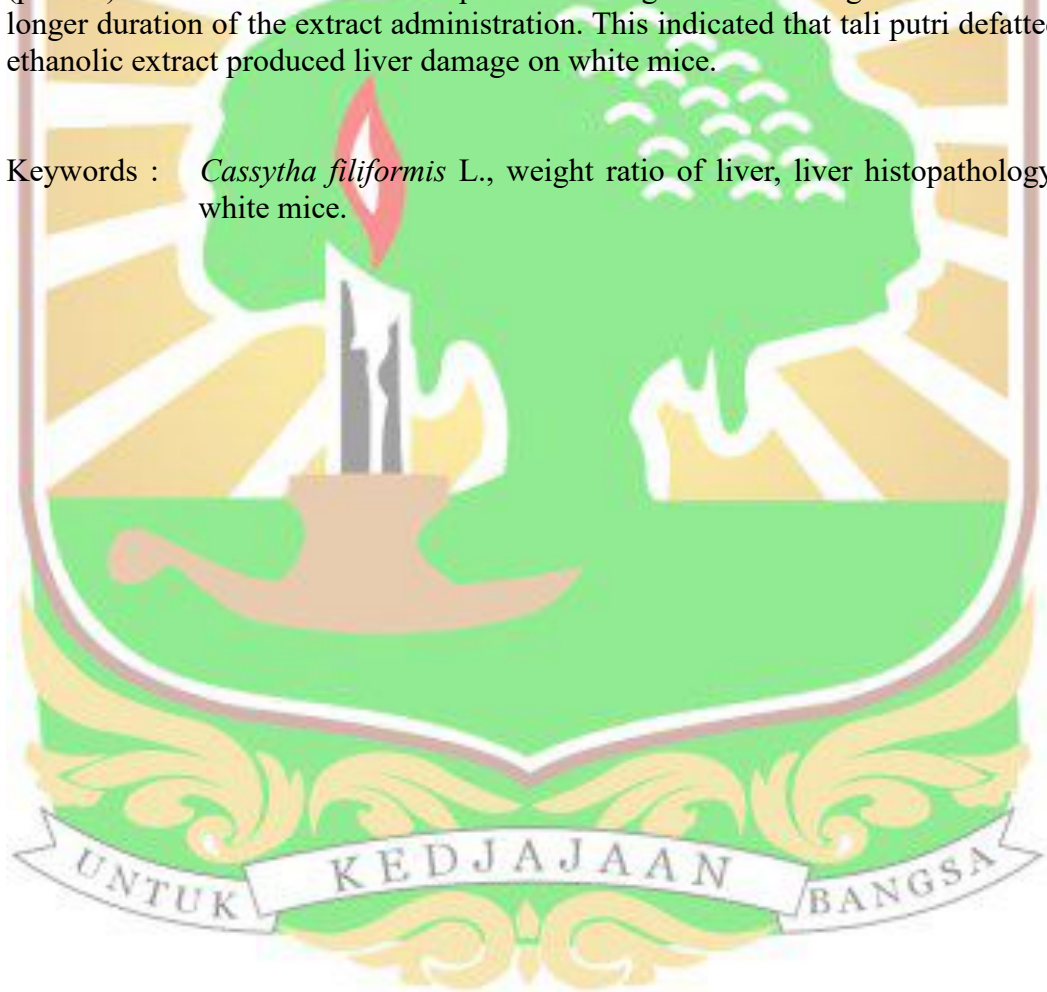 longer duration of the extract administration. This indicated that tali putri defatted
ethanolic extract produced liver damage on white mice.
Keywords : Cassytha filiformis L., weight ratio of liver, liver histopathology
white mice.
UNTUK KEDJAJAAN BANGSA